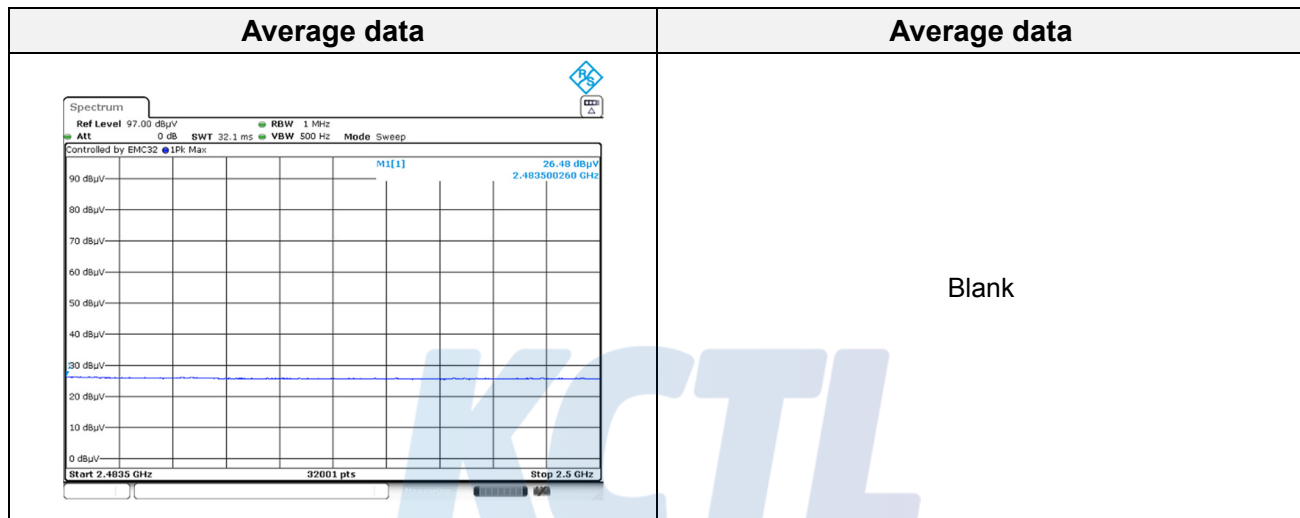 Average data
Average data
R&S
Spectrum
Ref Level 97.00 dBµV RBW 1 MHz
Att 0 dB SWT 32.1 ms VBW 500 Hz Mode Sweep
Controlled by EMC32 1Pk Max
M1[1] 26.48 dBµV
2.483500260 GHz
90 dBµV
80 dBµV
70 dBµV
60 dBµV
50 dBµV
40 dBµV
30 dBµV
20 dBµV
10 dBµV
0 dBµV
Start 2.4835 GHz 32001 pts Stop 2.5 GHz
Blank
KCTL